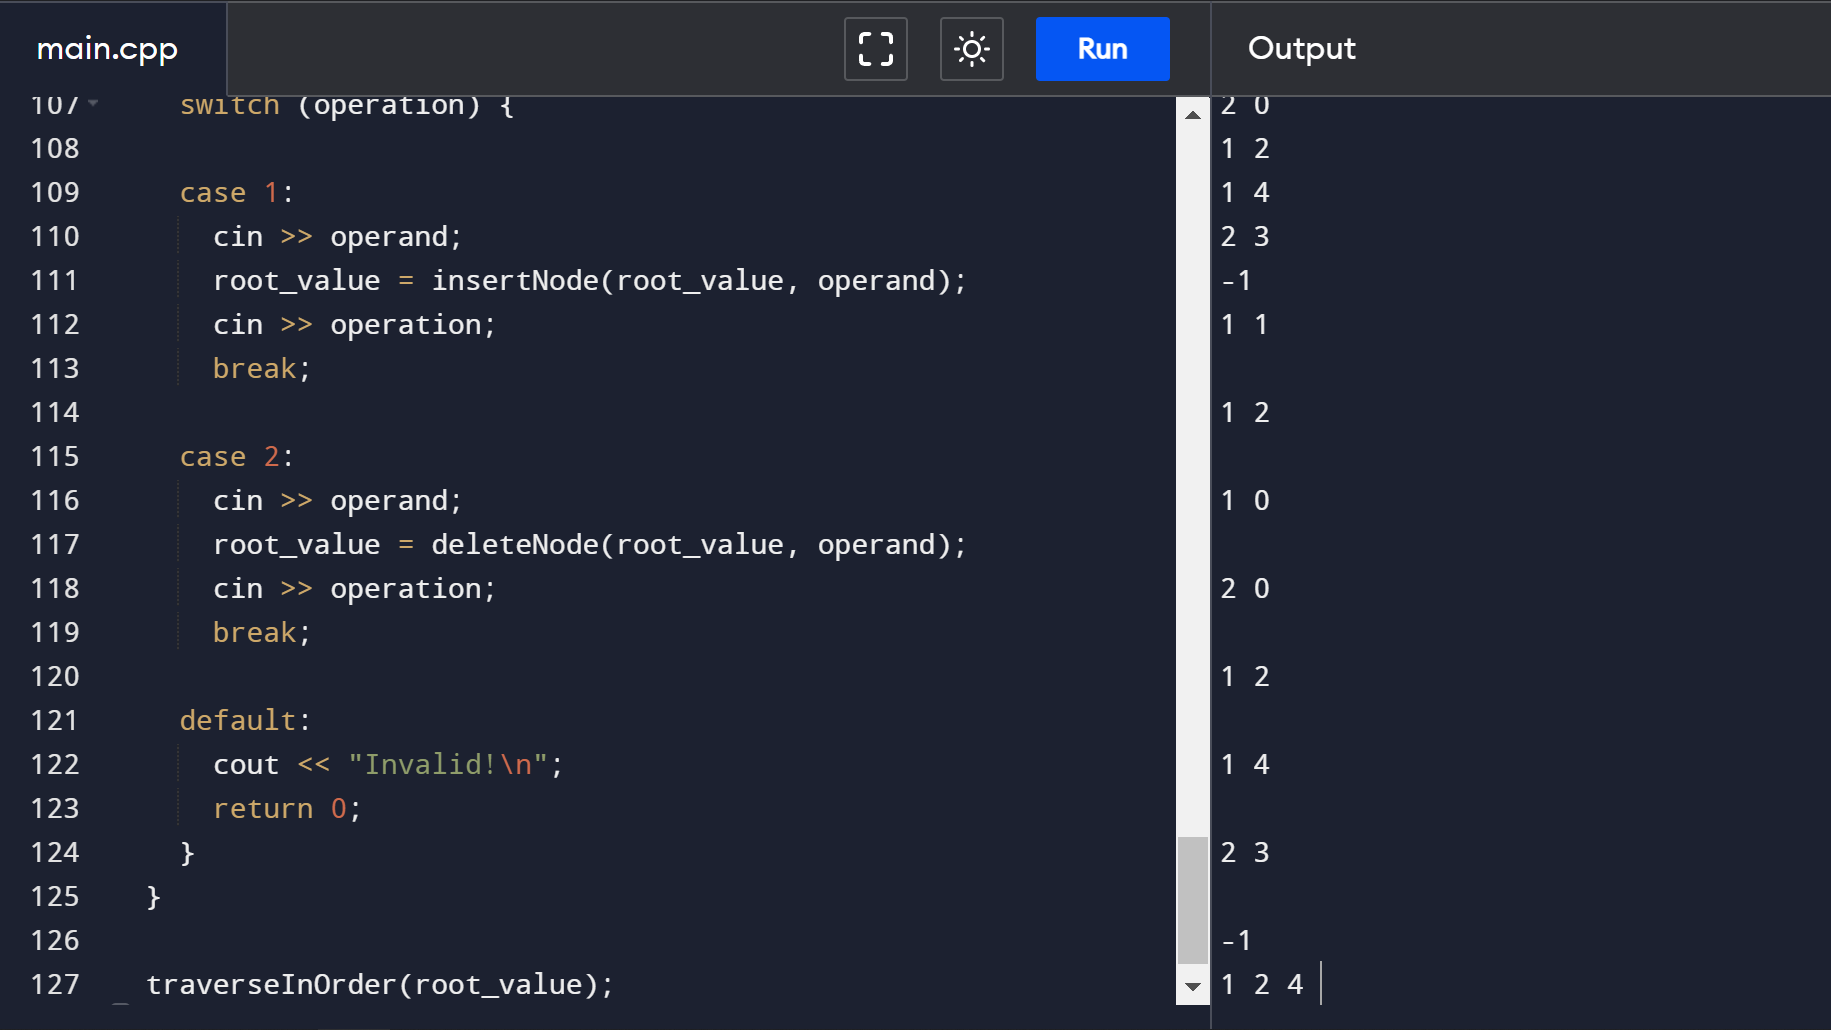 main.cpp
Run
Output
107 switch (operation) {
108
109 case 1:
110 cin >> operand;
111 root_value = insertNode(root_value, operand);
112 cin >> operation;
113 break;
114
115 case 2:
116 cin >> operand;
117 root_value = deleteNode(root_value, operand);
118 cin >> operation;
119 break;
120
121 default:
122 cout << "Invalid!\n";
123 return 0;
124 }
125 }
126
127 traverseInOrder(root_value);
2 0
1 2
1 4
2 3
-1
1 1
1 2
1 0
2 0
1 2
1 4
2 3
-1
1 2 4